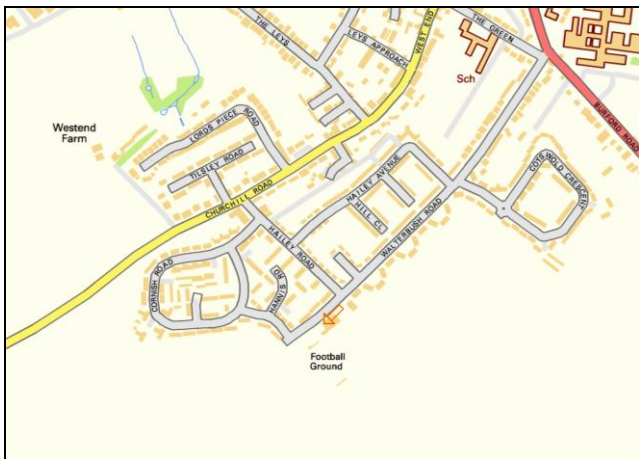 THE LEYS
LEYS APPROACH
WEST END
THE GREEN
Sch
BURFORD ROAD
Westend
Farm
LORDS PIECE ROAD
TILSLEY ROAD
CHURCHILL ROAD
HAILEY AVENUE
HILL CL
COTSWOLD CRESCENT
WALTERBUSH ROAD
HAILEY ROAD
CORNISH ROAD
HANNIS RD
Football
Ground